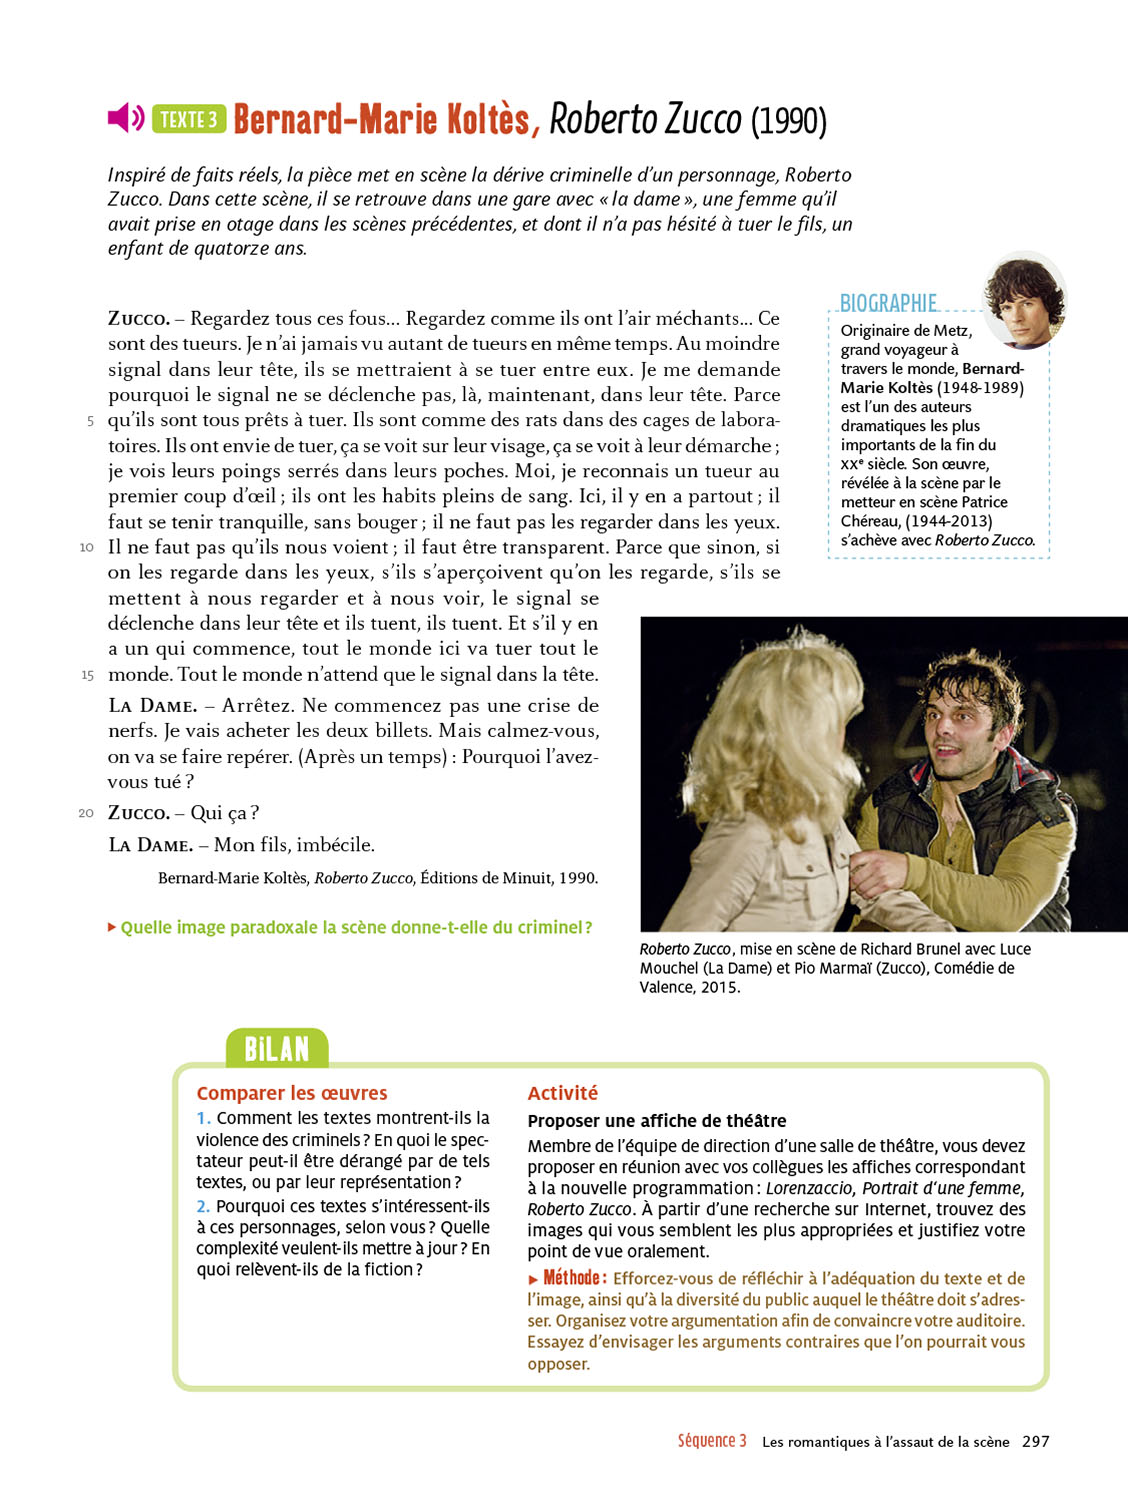 TEXTE 3 Bernard-Marie Koltès, Roberto Zucco (1990)
Inspiré de faits réels, la pièce met en scène la dérive criminelle d'un personnage, Roberto
Zucco. Dans cette scène, il se retrouve dans une gare avec « la dame », une femme qu'il
avait prise en otage dans les scènes précédentes, et dont il n'a pas hésité à tuer le fils, un
enfant de quatorze ans.
ZUCCO. – Regardez tous ces fous... Regardez comme ils ont l'air méchants... Ce
sont des tueurs. Je n'ai jamais vu autant de tueurs en même temps. Au moindre
signal dans leur tête, ils se mettraient à se tuer entre eux. Je me demande
pourquoi le signal ne se déclenche pas, là, maintenant, dans leur tête. Parce
5 qu'ils sont tous prêts à tuer. Ils sont comme des rats dans des cages de labora-
toires. Ils ont envie de tuer, ça se voit sur leur visage, ça se voit à leur démarche ;
je vois leurs poings serrés dans leurs poches. Moi, je reconnais un tueur au
premier coup d'œil ; ils ont les habits pleins de sang. Ici, il y en a partout ; il
faut se tenir tranquille, sans bouger ; il ne faut pas les regarder dans les yeux.
10 Il ne faut pas qu'ils nous voient ; il faut être transparent. Parce que sinon, si
on les regarde dans les yeux, s'ils s'aperçoivent qu'on les regarde, s'ils se
mettent à nous regarder et à nous voir, le signal se
déclenche dans leur tête et ils tuent, ils tuent. Et s'il y en
a un qui commence, tout le monde ici va tuer tout le
15 monde. Tout le monde n'attend que le signal dans la tête.
LA DAME. – Arrêtez. Ne commencez pas une crise de
nerfs. Je vais acheter les deux billets. Mais calmez-vous,
on va se faire repérer. (Après un temps) : Pourquoi l'avez-
vous tué ?
20 ZUCCO. – Qui ça ?
LA DAME. – Mon fils, imbécile.
Bernard-Marie Koltès, Roberto Zucco, Éditions de Minuit, 1990.
▸ Quelle image paradoxale la scène donne-t-elle du criminel ?
BIOGRAPHIE
Originaire de Metz,
grand voyageur à
travers le monde, Bernard-
Marie Koltès (1948-1989)
est l'un des auteurs
dramatiques les plus
importants de la fin du
XXe siècle. Son œuvre,
révélée à la scène par le
metteur en scène Patrice
Chéreau, (1944-2013)
s'achève avec Roberto Zucco.
Roberto Zucco, mise en scène de Richard Brunel avec Luce
Mouchel (La Dame) et Pio Marmaï (Zucco), Comédie de
Valence, 2015.
BiLAN
Comparer les œuvres
1. Comment les textes montrent-ils la
violence des criminels ? En quoi le spec-
tateur peut-il être dérangé par de tels
textes, ou par leur représentation ?
2. Pourquoi ces textes s'intéressent-ils
à ces personnages, selon vous ? Quelle
complexité veulent-ils mettre à jour ? En
quoi relèvent-ils de la fiction ?
Activité
Proposer une affiche de théâtre
Membre de l'équipe de direction d'une salle de théâtre, vous devez
proposer en réunion avec vos collègues les affiches correspondant
à la nouvelle programmation : Lorenzaccio, Portrait d'une femme,
Roberto Zucco. À partir d'une recherche sur Internet, trouvez des
images qui vous semblent les plus appropriées et justifiez votre
point de vue oralement.
▸ Méthode : Efforcez-vous de réfléchir à l'adéquation du texte et de
l'image, ainsi qu'à la diversité du public auquel le théâtre doit s'adres-
ser. Organisez votre argumentation afin de convaincre votre auditoire.
Essayez d'envisager les arguments contraires que l'on pourrait vous
opposer.
Séquence 3 Les romantiques à l'assaut de la scène 297